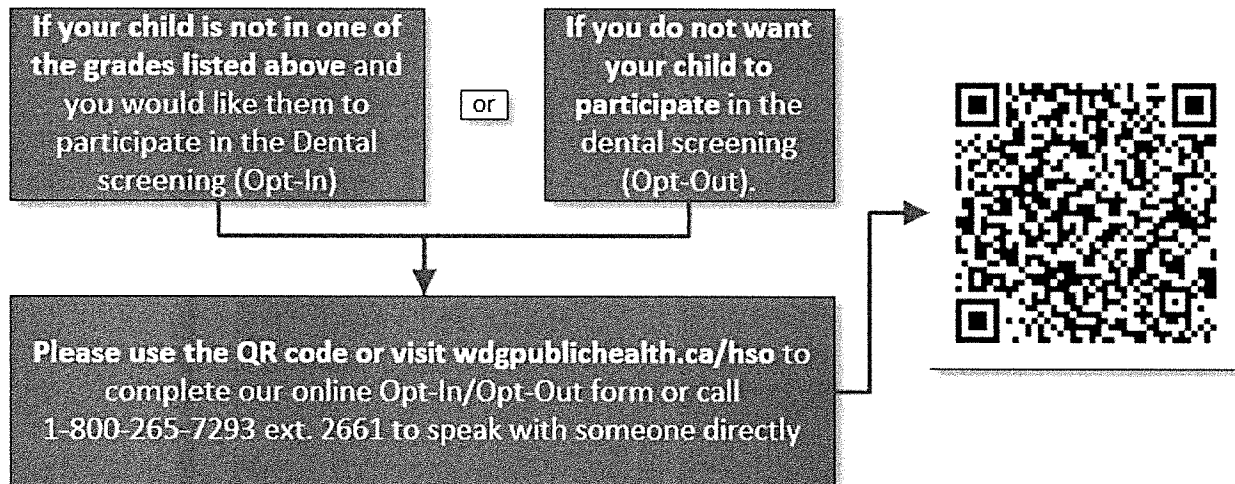 If your child is not in one of
the grades listed above and
you would like them to
participate in the Dental
screening (Opt-In)
or
If you do not want
your child to
participate in the
dental screening
(Opt-Out).
Please use the QR code or visit wdgpublichealth.ca/hso to
complete our online Opt-In/Opt-Out form or call
1-800-265-7293 ext. 2661 to speak with someone directly